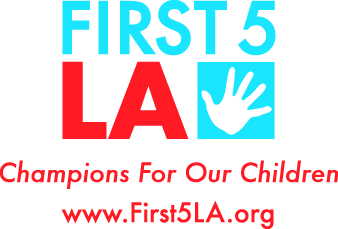 FIRST 5
LA
Champions For Our Children
www.First5LA.org